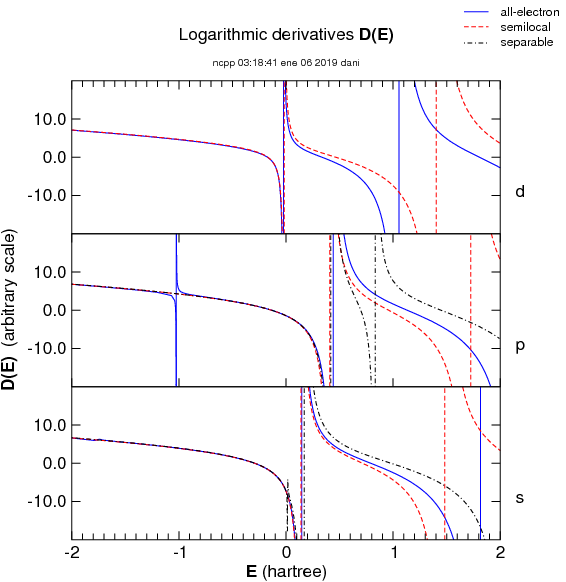 all-electron
semilocal
separable
Logarithmic derivatives D(E)
ncpp 03:18:41 ene 06 2019 dani
10.0
0.0
-10.0
d
10.0
0.0
-10.0
p
10.0
0.0
-10.0
s
D(E) (arbitrary scale)
-2 -1 0 1 2
E (hartree)